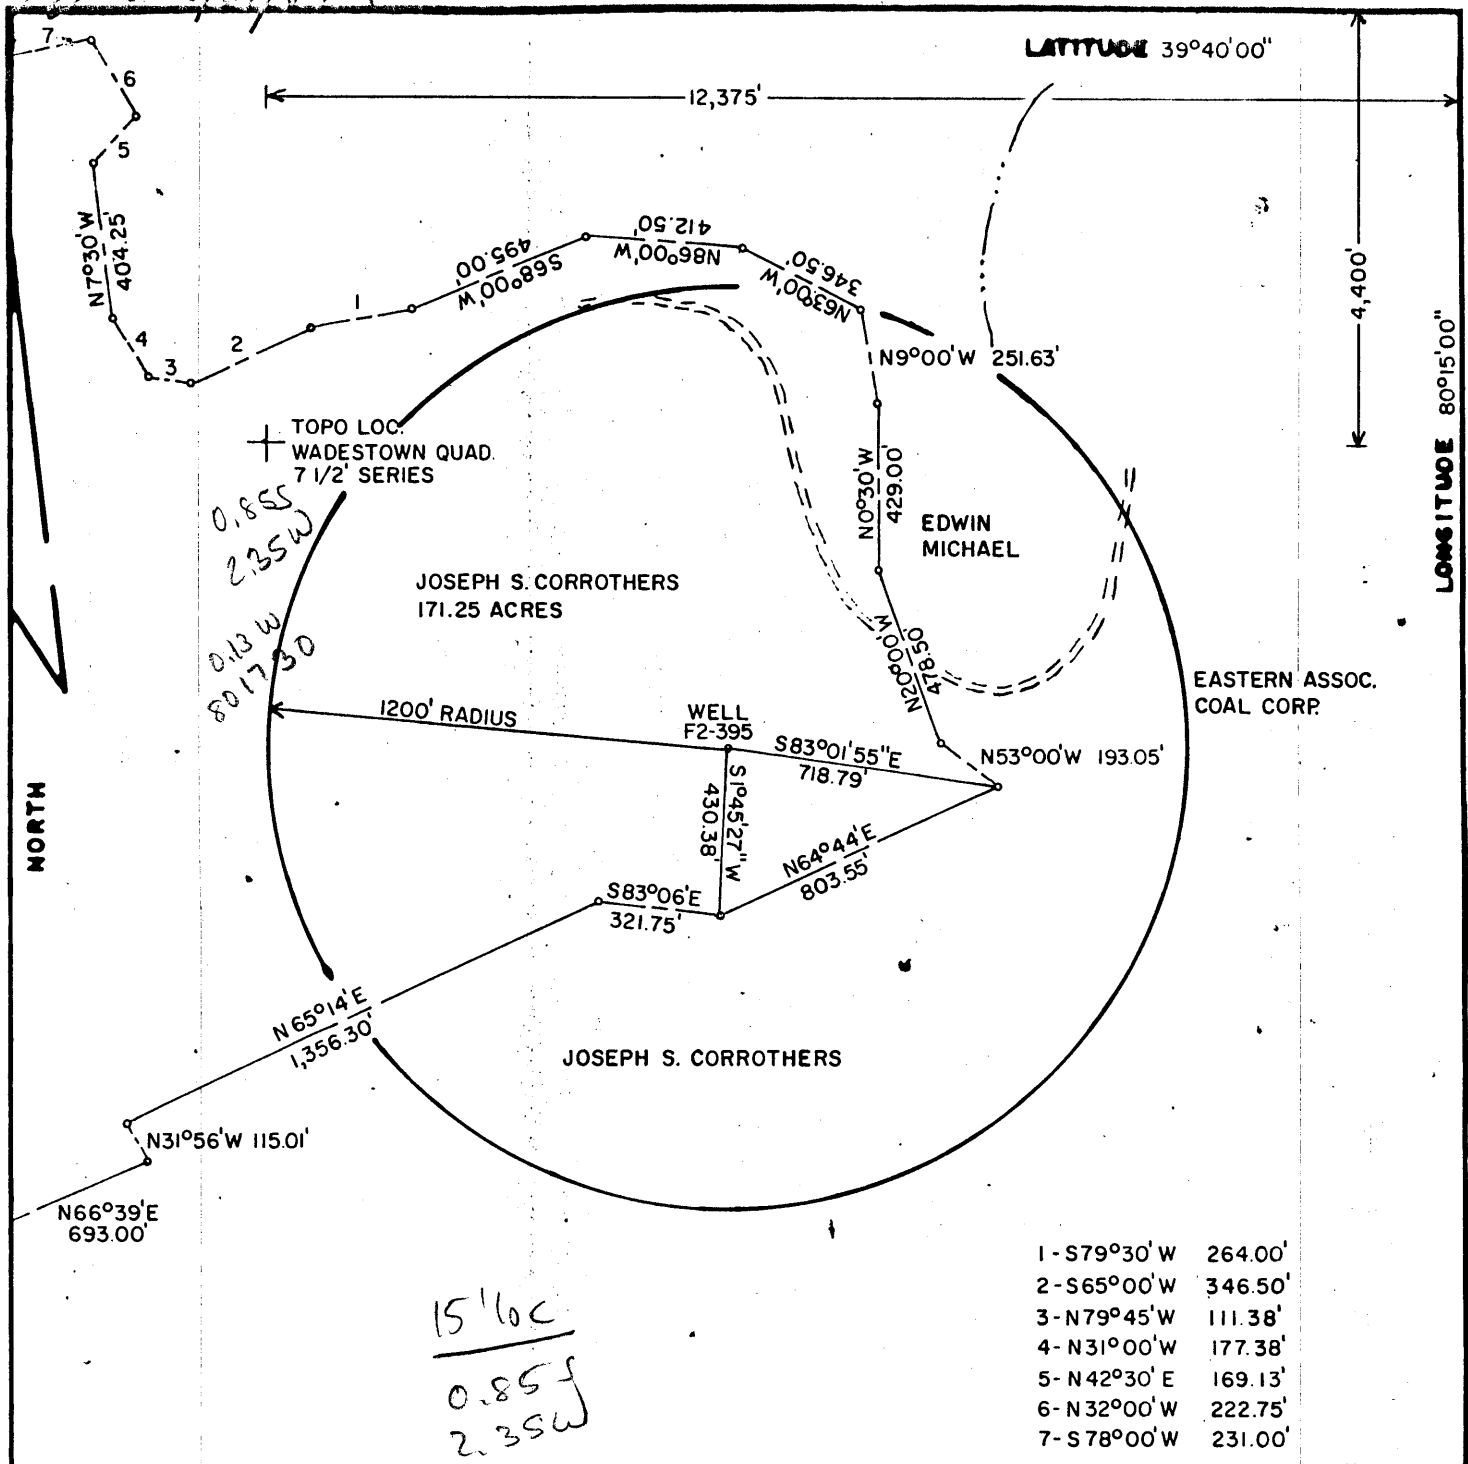 LATITUDE 39°40'00"
12,375'
4,400'
LONGITUDE 80°15'00"
7
6
5
N7°30'W
404.25'
4
3
2
1
S68°00'W
495.00'
N86°00'W
412.50'
N63°00'W
346.50'
N9°00'W 251.63'
TOPO LOC.
WADESTOWN QUAD.
7 1/2' SERIES
0.85S
2.35W
0.13 W
80 17 30
N0°30'W
429.00'
EDWIN
MICHAEL
JOSEPH S. CORROTHERS
171.25 ACRES
N20°00'W
478.50'
EASTERN ASSOC.
COAL CORP.
1200' RADIUS
WELL
F2-395
S83°01'55"E
718.79'
N53°00'W 193.05'
S1°45'27"W
430.38'
NORTH
N64°44'E
803.55'
S83°06'E
321.75'
N65°14'E
1,356.30'
JOSEPH S. CORROTHERS
N31°56'W 115.01'
N66°39'E
693.00'
15' loc
0.85 S
2.35W
1-S79°30'W 264.00'
2-S65°00'W 346.50'
3-N79°45'W 111.38'
4-N31°00'W 177.38'
5-N42°30'E 169.13'
6-N32°00'W 222.75'
7-S78°00'W 231.00'